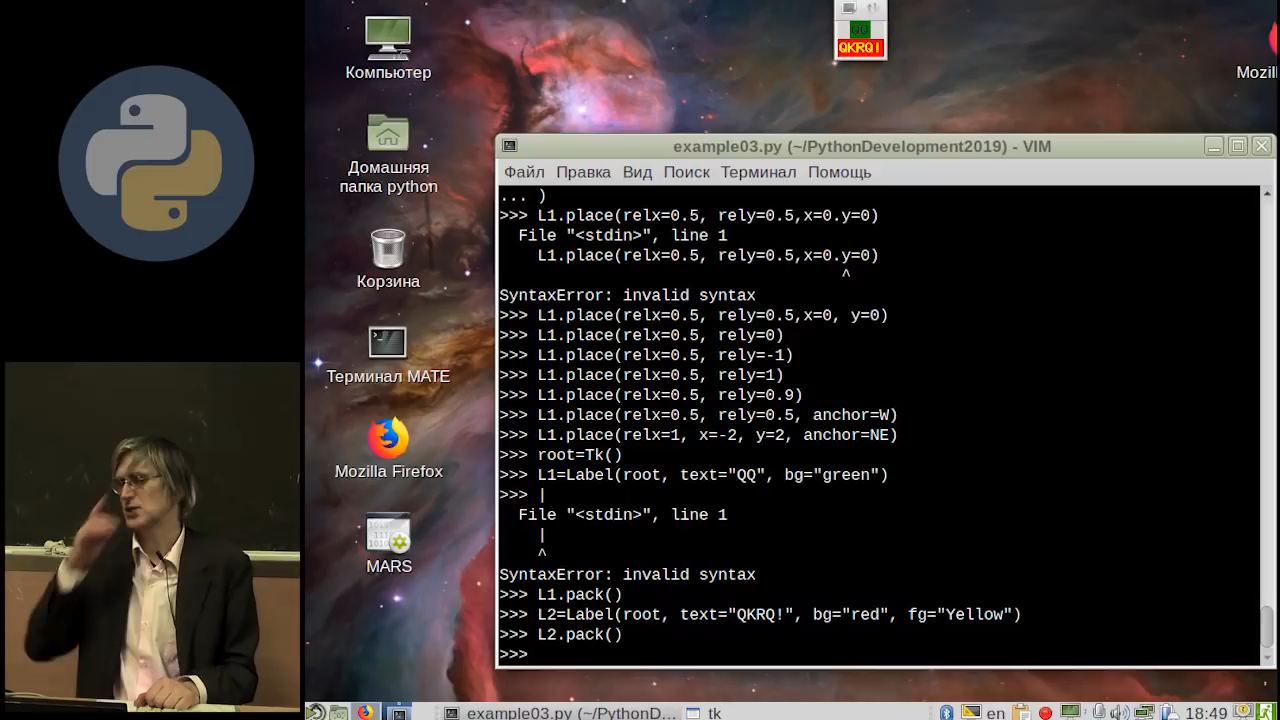 Компьютер
Домашняя
папка python
Корзина
Терминал MATE
Mozilla Firefox
MARS
QQ
QKRQ!
Mozil
example03.py (~/PythonDevelopment2019) - VIM
Файл Правка Вид Поиск Терминал Помощь
... )
>>> L1.place(relx=0.5, rely=0.5,x=0.y=0)
File "<stdin>", line 1
L1.place(relx=0.5, rely=0.5,x=0.y=0)
^
SyntaxError: invalid syntax
>>> L1.place(relx=0.5, rely=0.5,x=0, y=0)
>>> L1.place(relx=0.5, rely=0)
>>> L1.place(relx=0.5, rely=-1)
>>> L1.place(relx=0.5, rely=1)
>>> L1.place(relx=0.5, rely=0.9)
>>> L1.place(relx=0.5, rely=0.5, anchor=W)
>>> L1.place(relx=1, x=-2, y=2, anchor=NE)
>>> root=Tk()
>>> L1=Label(root, text="QQ", bg="green")
>>> |
File "<stdin>", line 1
|
^
SyntaxError: invalid syntax
>>> L1.pack()
>>> L2=Label(root, text="QKRQ!", bg="red", fg="Yellow")
>>> L2.pack()
>>>
example03.py (~/PythonD... tk en 18:49